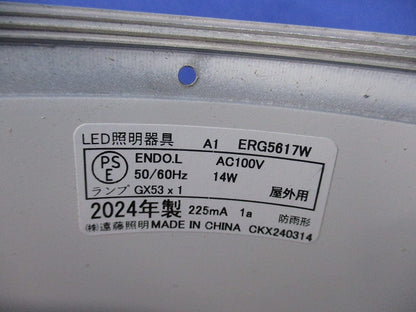 LED照明器具 A1 ERG5617W
PS E ENDO.L AC100V
50/60Hz 14W
ランプ GX53 x 1 屋外用
2024年製 225mA 1a 防雨形
㈱遠藤照明 MADE IN CHINA CKX240314